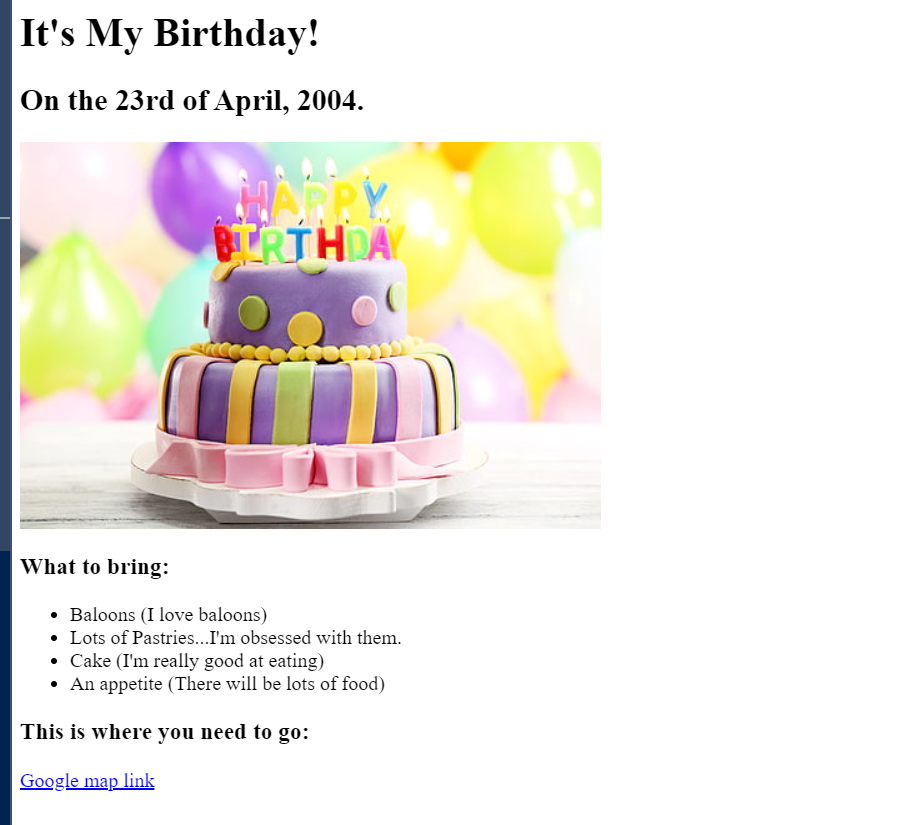 It's My Birthday!
On the 23rd of April, 2004.
HAPPY
BIRTHDAY
What to bring:
Baloons (I love baloons)
Lots of Pastries...I'm obsessed with them.
Cake (I'm really good at eating)
An appetite (There will be lots of food)
This is where you need to go:
Google map link